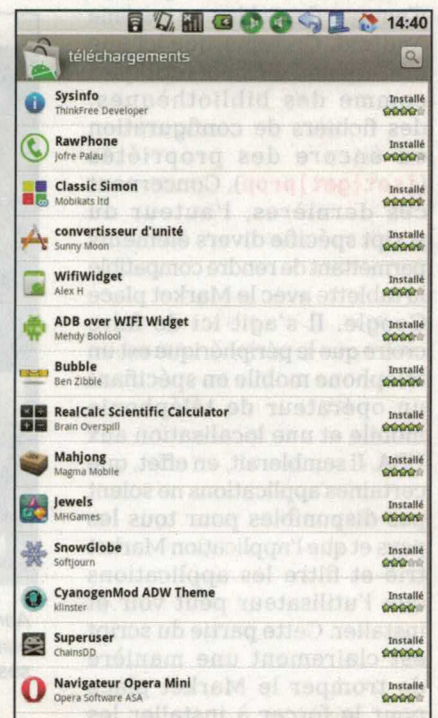 14:40
téléchargements
Sysinfo
ThinkFree Developer
Installé
RawPhone
Jofre Palau
Installé
Classic Simon
Mobikats ltd
Installé
convertisseur d'unité
Sunny Moon
Installé
WifiWidget
Alex H
Installé
ADB over WIFI Widget
Mehdy Bohlool
Installé
Bubble
Ben Zibble
Installé
RealCalc Scientific Calculator
Brain Overspill
Installé
Mahjong
Magma Mobile
Installé
Jewels
MHGames
Installé
SnowGlobe
Softjourn
Installé
CyanogenMod ADW Theme
klinster
Installé
Superuser
ChainsDD
Installé
Navigateur Opera Mini
Opera Software ASA
Installé